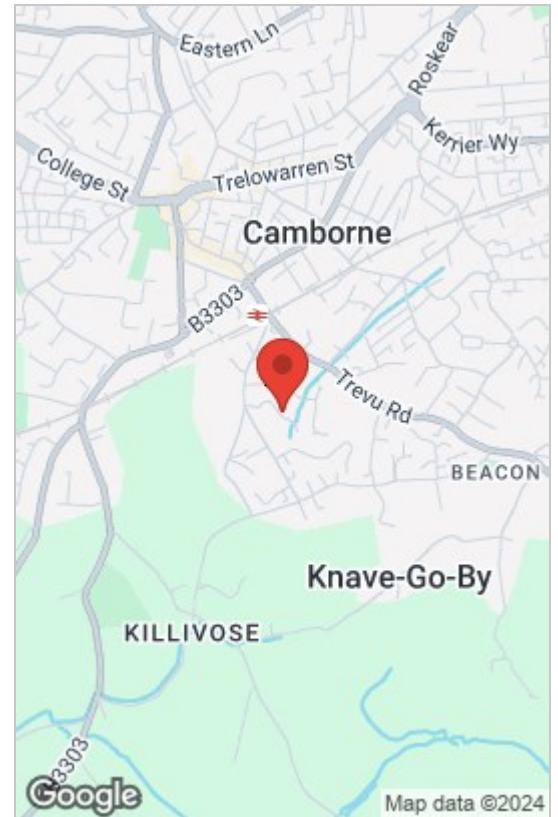 Eastern Ln
Roskear
Kerrier Wy
College St
Trelowarren St
Camborne
B3303
Trevu Rd
BEACON
Knave-Go-By
KILLIVOSE
B3303
Google
Map data ©2024